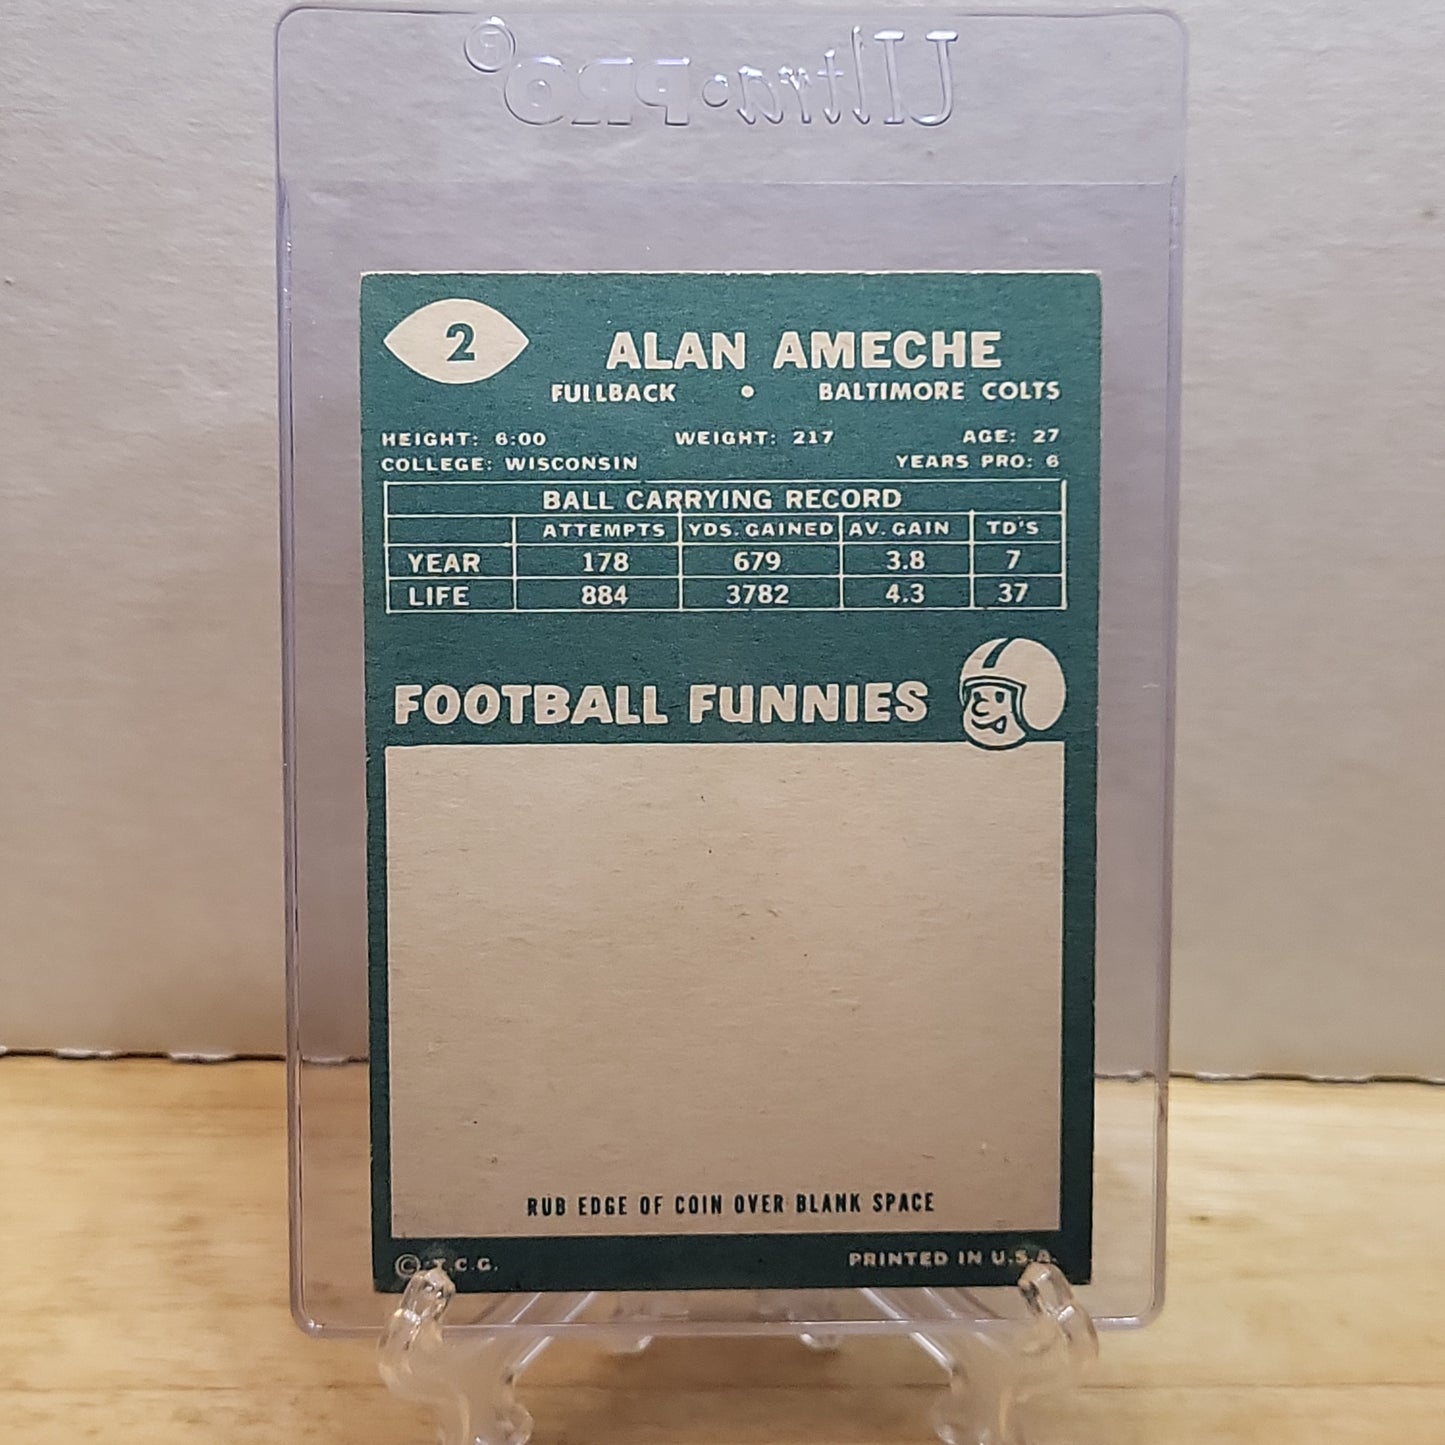 Ultra•PRO®
2
ALAN AMECHE
FULLBACK • BALTIMORE COLTS
HEIGHT: 6:00 WEIGHT: 217 AGE: 27
COLLEGE: WISCONSIN YEARS PRO: 6
BALL CARRYING RECORD
ATTEMPTS YDS. GAINED AV. GAIN TD'S
YEAR 178 679 3.8 7
LIFE 884 3782 4.3 37
FOOTBALL FUNNIES
RUB EDGE OF COIN OVER BLANK SPACE
© T.C.G. PRINTED IN U.S.A.